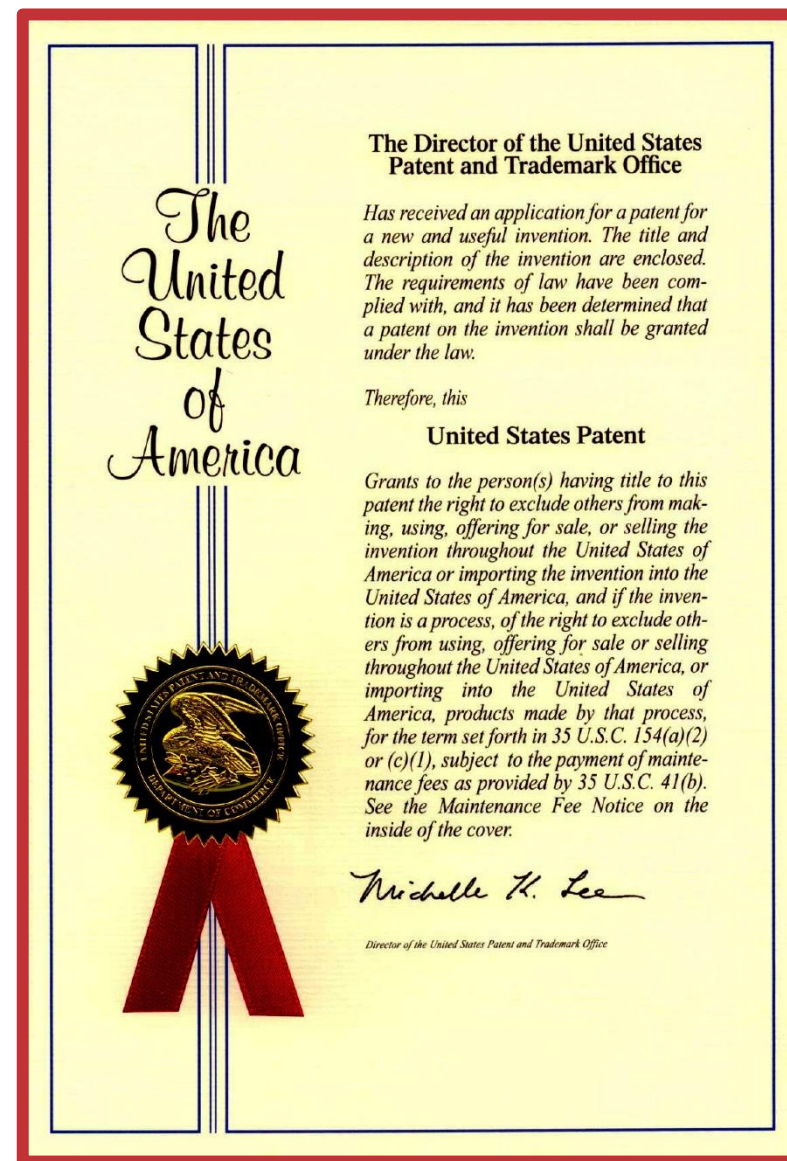 The
United
States
of
America
The Director of the United States
Patent and Trademark Office
Has received an application for a patent for
a new and useful invention. The title and
description of the invention are enclosed.
The requirements of law have been com-
plied with, and it has been determined that
a patent on the invention shall be granted
under the law.
Therefore, this
United States Patent
Grants to the person(s) having title to this
patent the right to exclude others from mak-
ing, using, offering for sale, or selling the
invention throughout the United States of
America or importing the invention into the
United States of America, and if the inven-
tion is a process, of the right to exclude oth-
ers from using, offering for sale or selling
throughout the United States of America, or
importing into the United States of
America, products made by that process,
for the term set forth in 35 U.S.C. 154(a)(2)
or (c)(1), subject to the payment of mainte-
nance fees as provided by 35 U.S.C. 41(b).
See the Maintenance Fee Notice on the
inside of the cover.
Michelle K. Lee
Director of the United States Patent and Trademark Office
UNITED STATES PATENT AND TRADEMARK OFFICE
DEPARTMENT OF COMMERCE